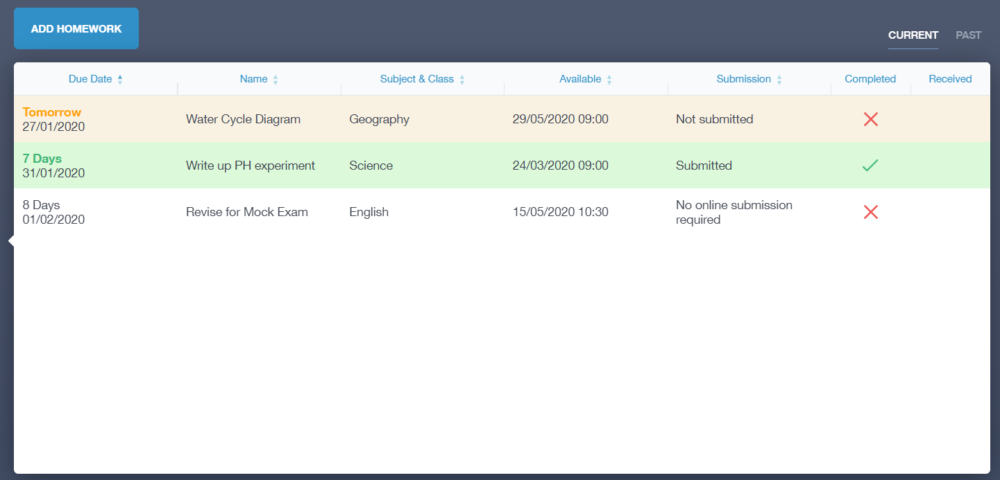 ADD HOMEWORK
CURRENT PAST
Due Date Name Subject & Class Available Submission Completed Received
Tomorrow
27/01/2020 Water Cycle Diagram Geography 29/05/2020 09:00 Not submitted
7 Days
31/01/2020 Write up PH experiment Science 24/03/2020 09:00 Submitted
8 Days
01/02/2020 Revise for Mock Exam English 15/05/2020 10:30 No online submission
required